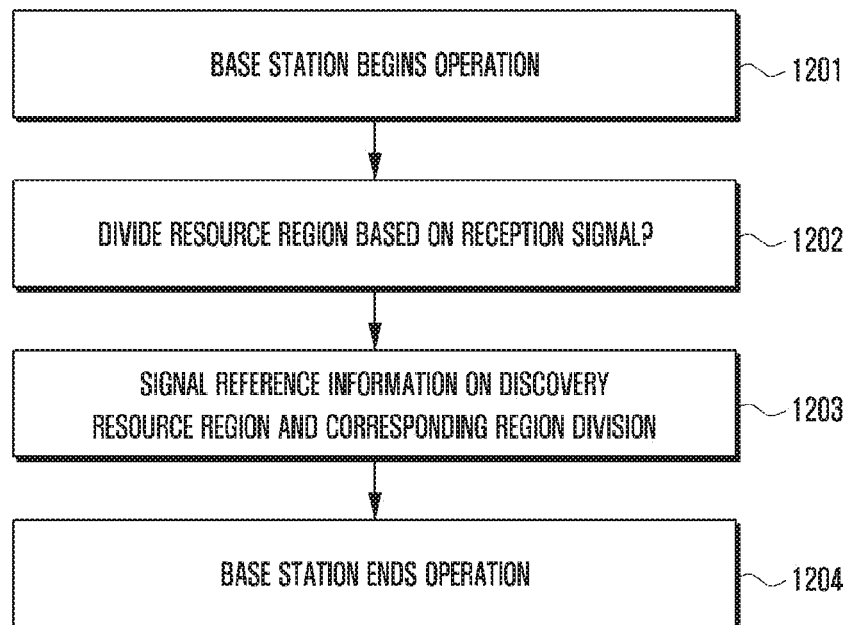 BASE STATION BEGINS OPERATION
1201
DIVIDE RESOURCE REGION BASED ON RECEPTION SIGNAL?
1202
SIGNAL REFERENCE INFORMATION ON DISCOVERY
RESOURCE REGION AND CORRESPONDING REGION DIVISION
1203
BASE STATION ENDS OPERATION
1204